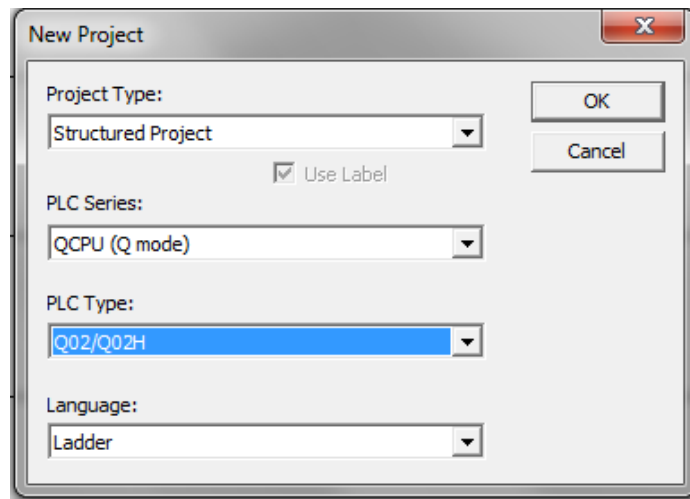 New Project
Project Type:
OK
Structured Project
Cancel
Use Label
PLC Series:
QCPU (Q mode)
PLC Type:
Q02/Q02H
Language:
Ladder